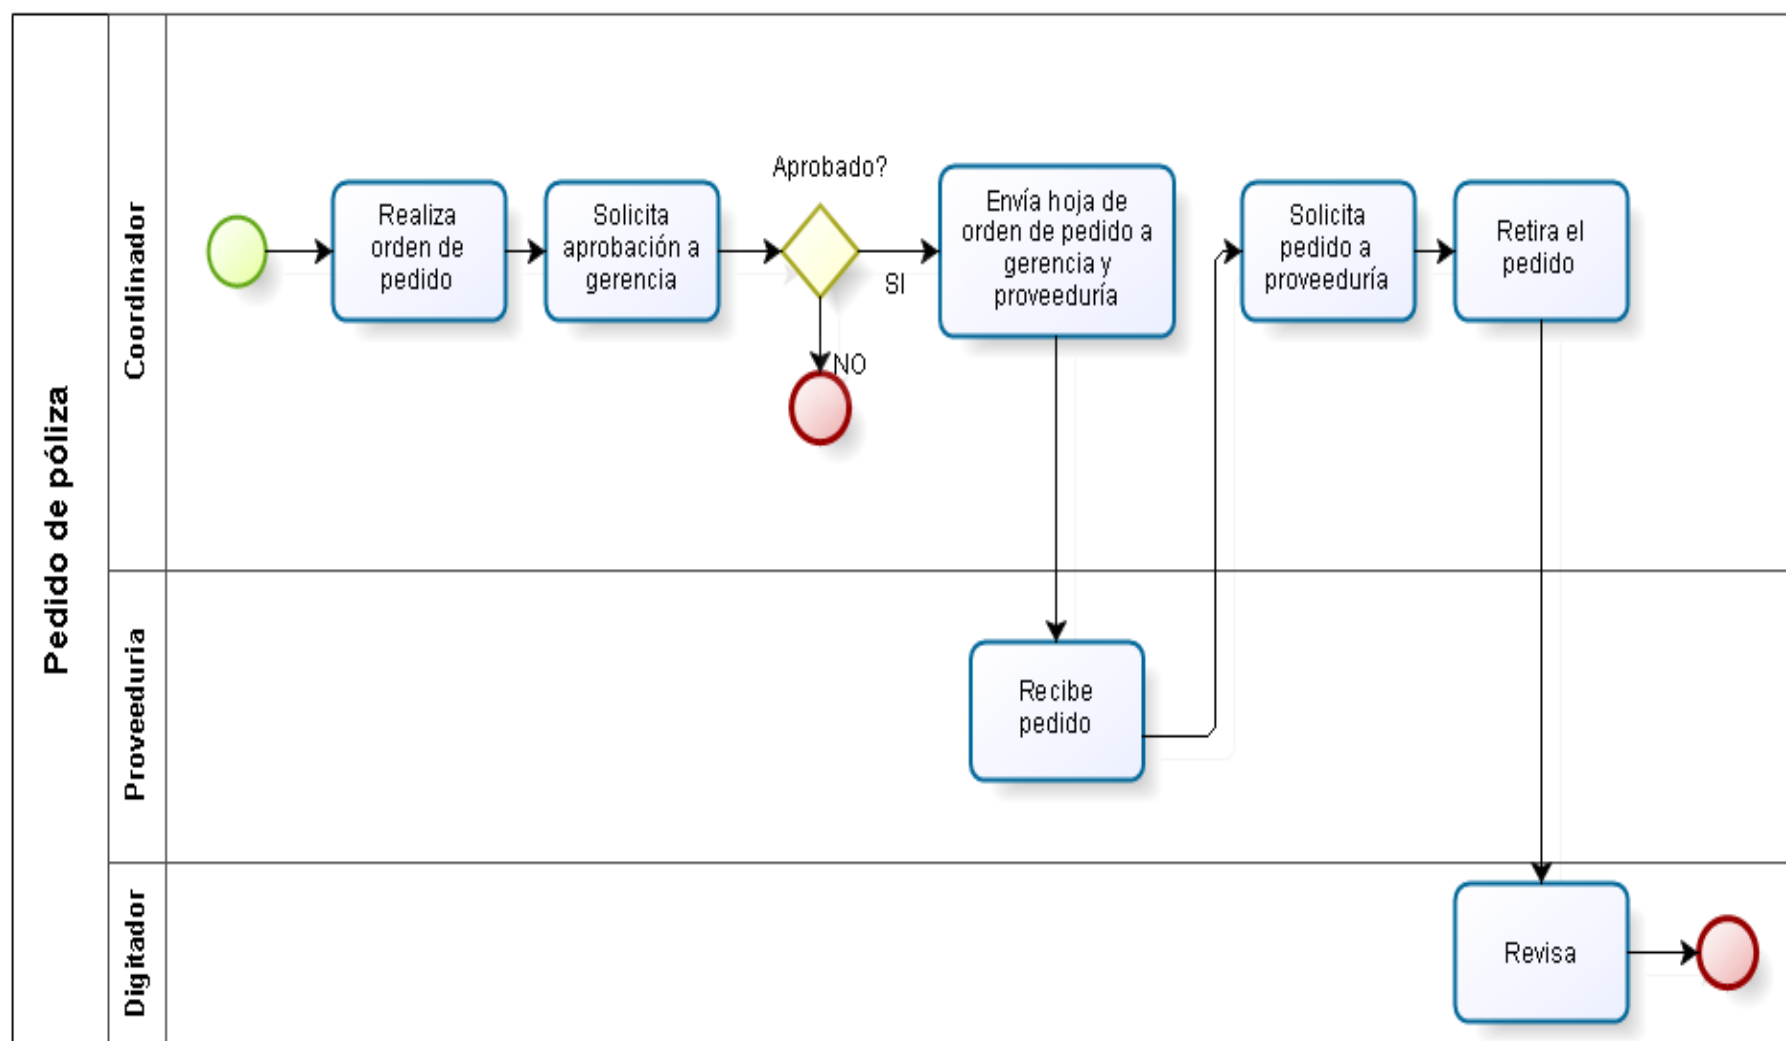 Pedido de póliza
Coordinador
Realiza
orden de
pedido
Solicita
aprobación a
gerencia
Aprobado?
SI
NO
Envía hoja de
orden de pedido a
gerencia y
proveeduría
Solicita
pedido a
proveeduría
Retira el
pedido
Proveeduria
Recibe
pedido
Digitador
Revisa